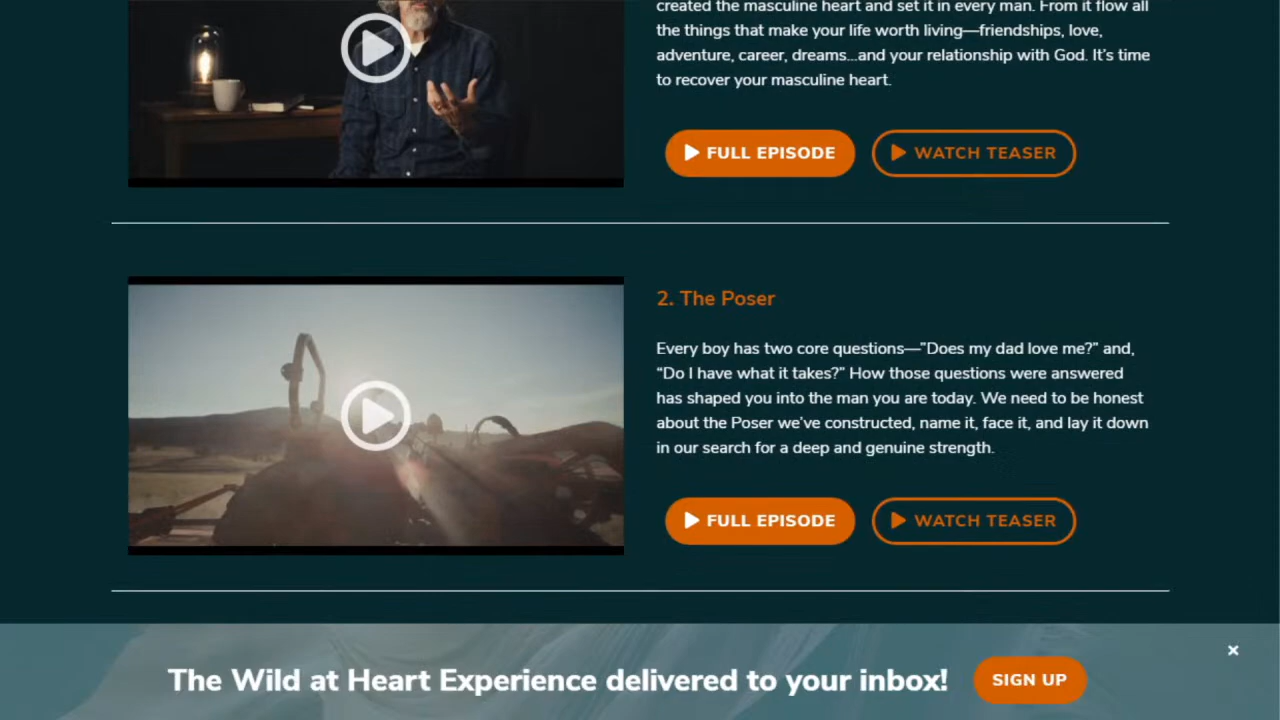 created the masculine heart and set it in every man. From it flow all
the things that make your life worth living—friendships, love,
adventure, career, dreams...and your relationship with God. It's time
to recover your masculine heart.
FULL EPISODE
WATCH TEASER
2. The Poser
Every boy has two core questions—"Does my dad love me?" and,
"Do I have what it takes?" How those questions were answered
has shaped you into the man you are today. We need to be honest
about the Poser we've constructed, name it, face it, and lay it down
in our search for a deep and genuine strength.
FULL EPISODE
WATCH TEASER
The Wild at Heart Experience delivered to your inbox!
SIGN UP
×